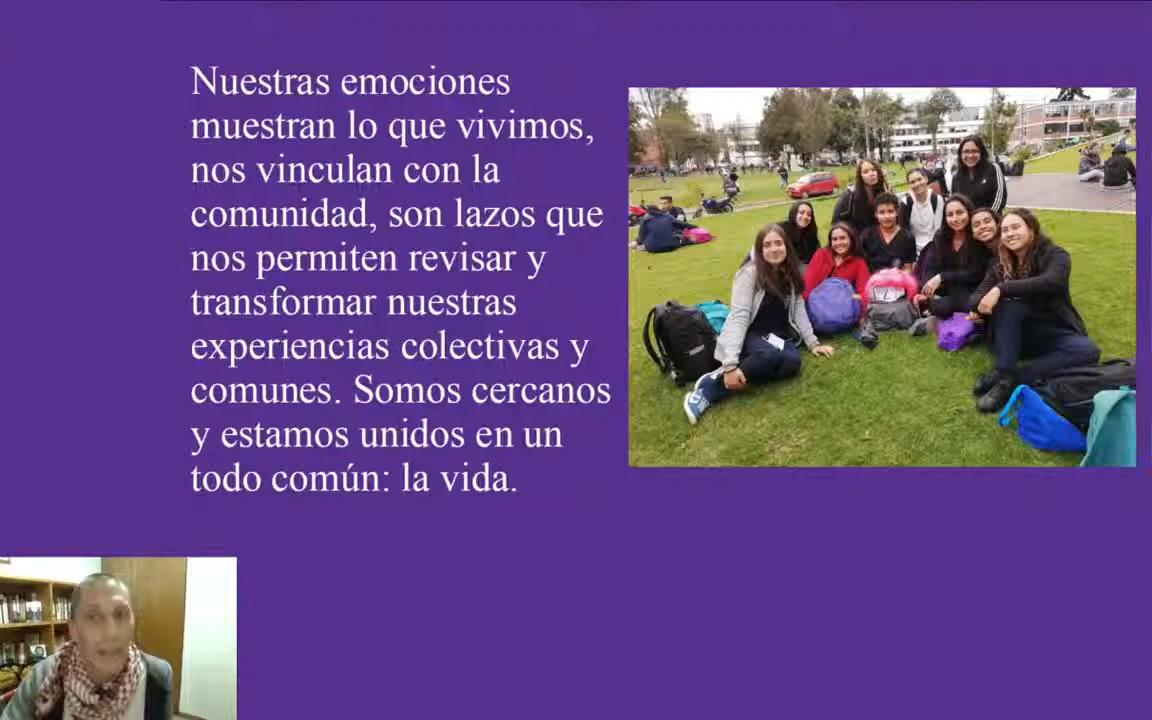 Nuestras emociones
muestran lo que vivimos,
nos vinculan con la
comunidad, son lazos que
nos permiten revisar y
transformar nuestras
experiencias colectivas y
comunes. Somos cercanos
y estamos unidos en un
todo común: la vida.